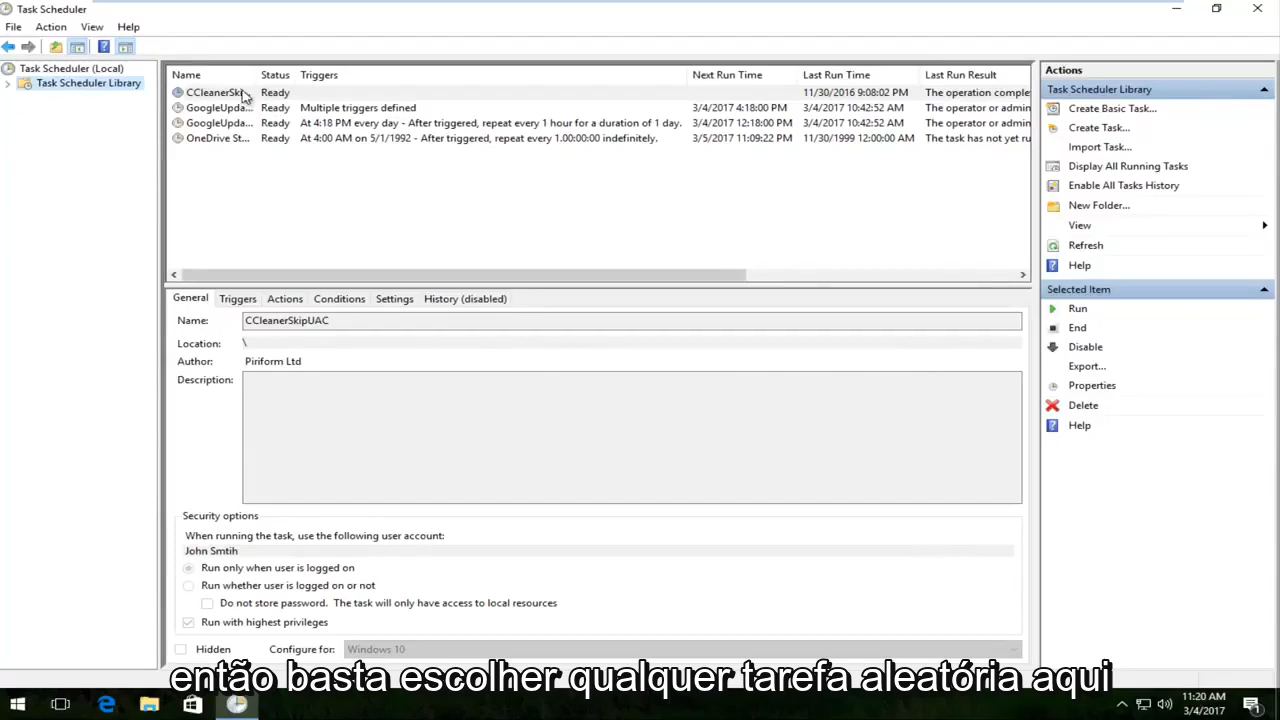 Task Scheduler
File Action View Help
Task Scheduler (Local)
Task Scheduler Library
Name Status Triggers Next Run Time Last Run Time Last Run Result
CCleanerSki Ready 11/30/2016 9:08:02 PM The operation comple
GoogleUpda... Ready Multiple triggers defined 3/4/2017 4:18:00 PM 3/4/2017 10:42:52 AM The operator or admin
GoogleUpda... Ready At 4:18 PM every day - After triggered, repeat every 1 hour for a duration of 1 day. 3/4/2017 12:18:00 PM 3/4/2017 10:42:52 AM The operator or admin
OneDrive St... Ready At 4:00 AM on 5/1/1992 - After triggered, repeat every 1.00:00:00 indefinitely. 3/5/2017 11:09:22 PM 11/30/1999 12:00:00 AM The task has not yet ru
General Triggers Actions Conditions Settings History (disabled)
Name: CCleanerSkipUAC
Location: \
Author: Piriform Ltd
Description:
Security options
When running the task, use the following user account:
John Smtih
Run only when user is logged on
Run whether user is logged on or not
Do not store password. The task will only have access to local resources
Run with highest privileges
Hidden Configure for: Windows 10
Actions
Task Scheduler Library
Create Basic Task...
Create Task...
Import Task...
Display All Running Tasks
Enable All Tasks History
New Folder...
View
Refresh
Help
Selected Item
Run
End
Disable
Export...
Properties
Delete
Help
então basta escolher qualquer tarefa aleatória aqui
11:20 AM
3/4/2017